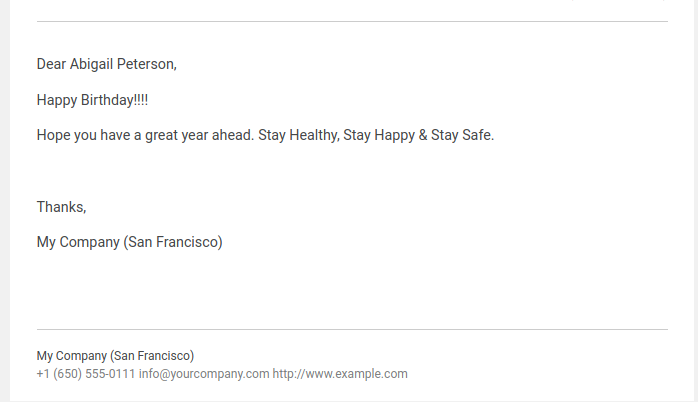 Dear Abigail Peterson,
Happy Birthday!!!!
Hope you have a great year ahead. Stay Healthy, Stay Happy & Stay Safe.
Thanks,
My Company (San Francisco)
My Company (San Francisco)
+1 (650) 555-0111 info@yourcompany.com http://www.example.com